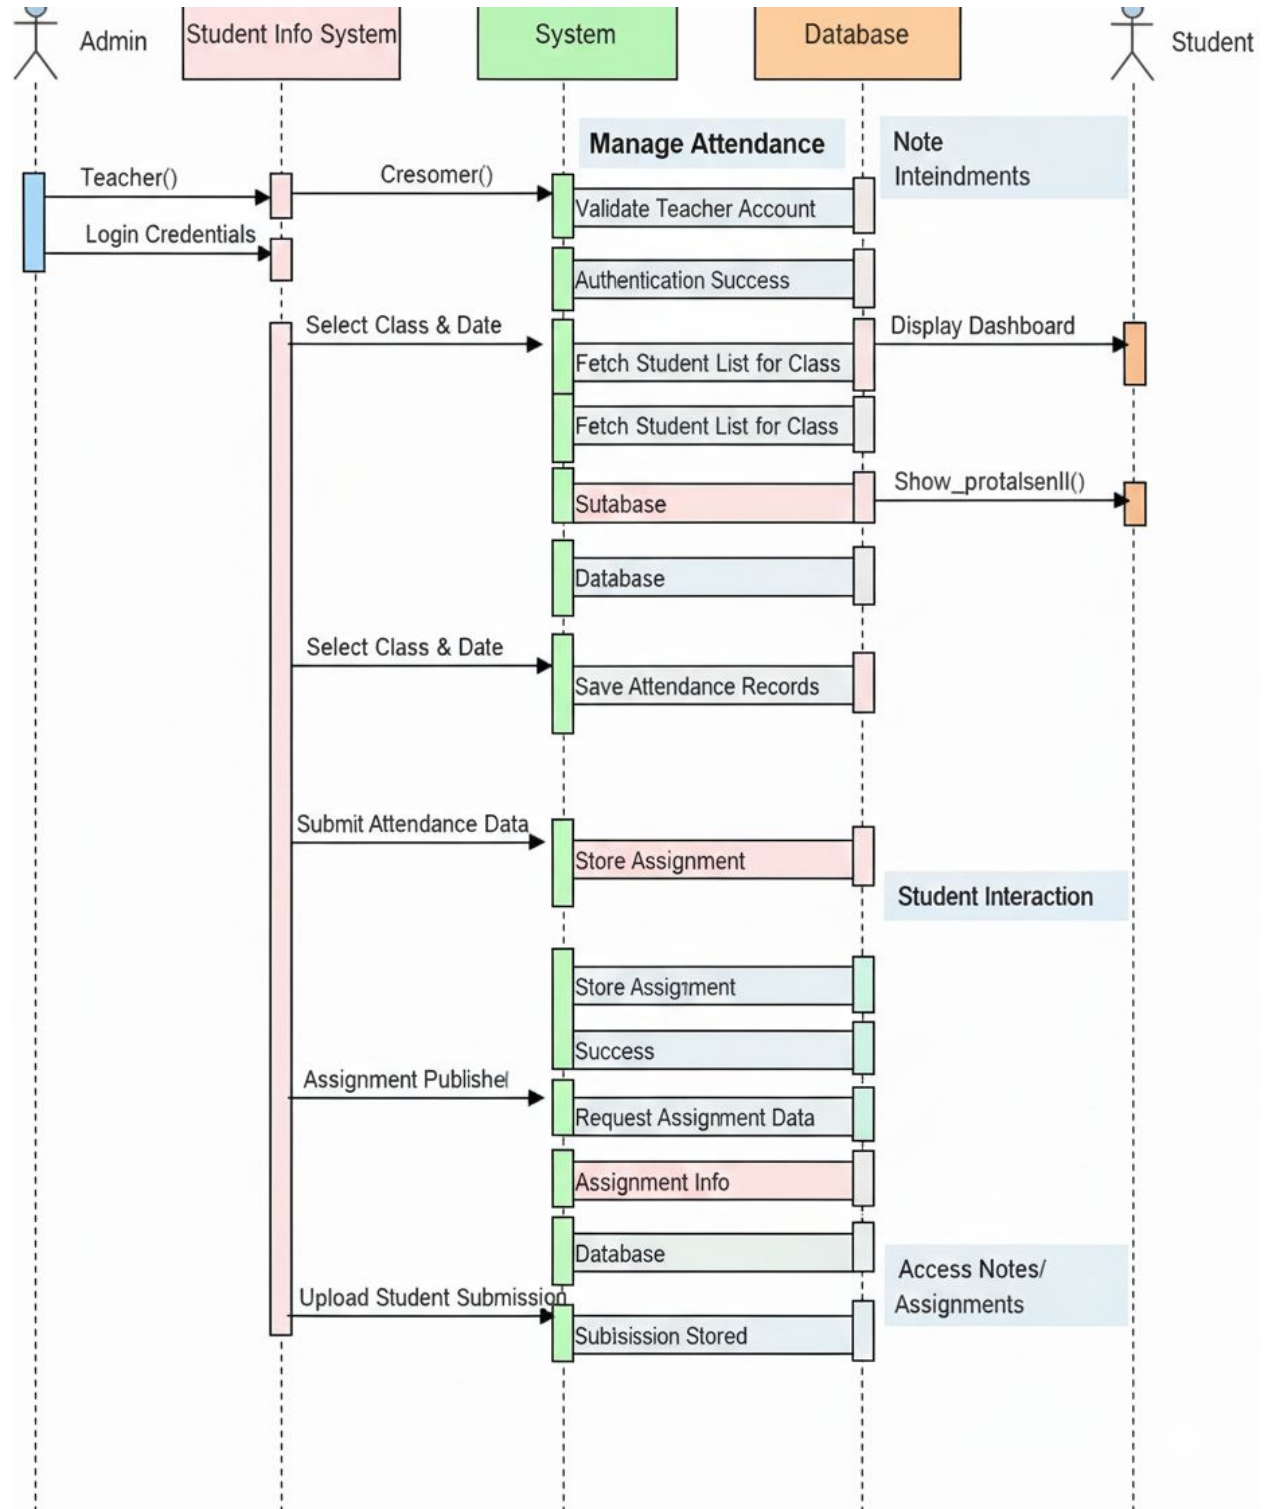 Admin
Student Info System
System
Database
Student
Manage Attendance
Note
Inteindments
Teacher()
Cresomer()
Validate Teacher Account
Login Credentials
Authentication Success
Select Class & Date
Display Dashboard
Fetch Student List for Class
Fetch Student List for Class
Show_protalsenll()
Sutabase
Database
Select Class & Date
Save Attendance Records
Submit Attendance Data
Store Assignment
Student Interaction
Store Assignment
Success
Assignment Publishe
Request Assignment Data
Assignment Info
Database
Access Notes/
Assignments
Upload Student Submission
Subisission Stored